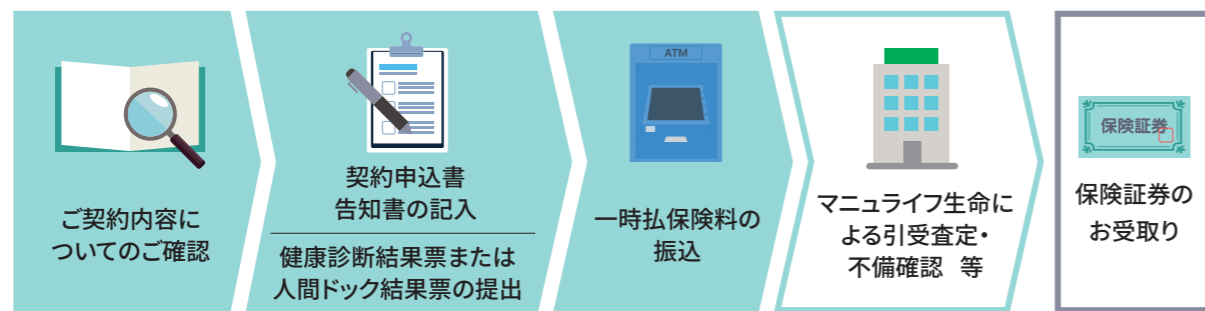 ご契約内容に
ついてのご確認
契約申込書
告知書の記入
健康診断結果票または
人間ドック結果票の提出
ATM
一時払保険料の
振込
マニュライフ生命に
よる引受査定・
不備確認 等
保険証券
保険証券の
お受取り